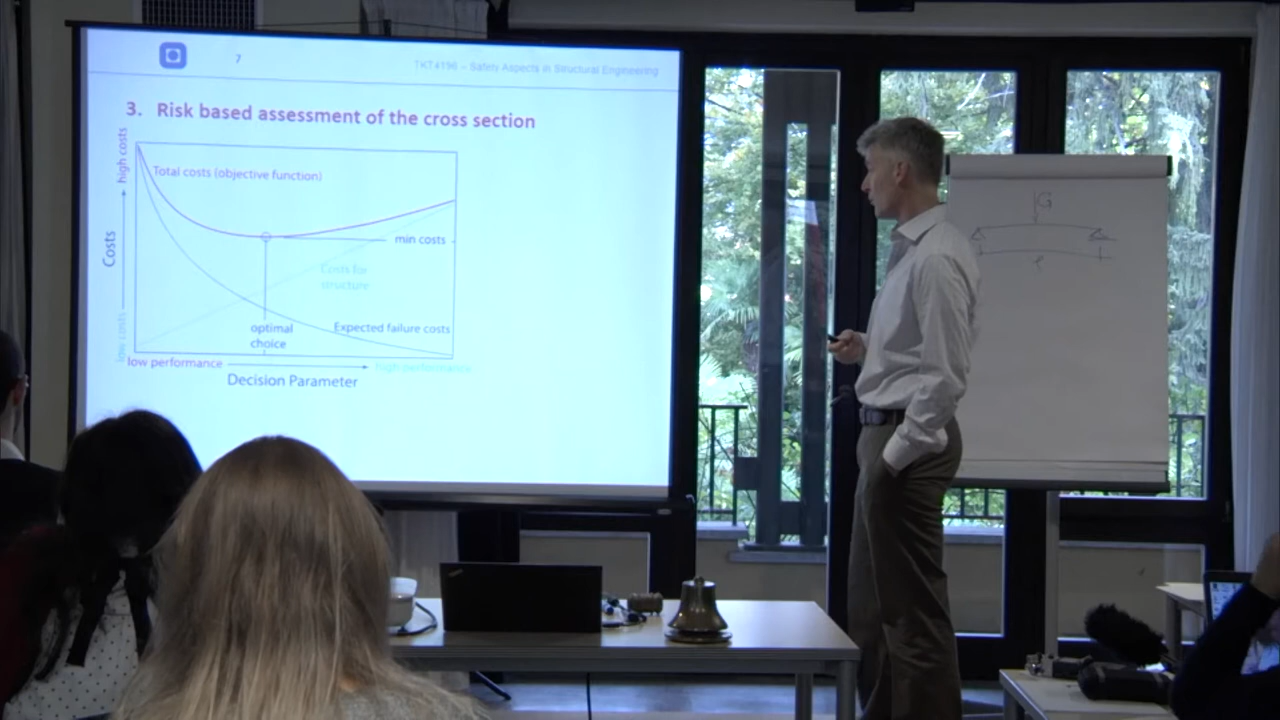 7
TKT4196 – Safety Aspects in Structural Engineering
3. Risk based assessment of the cross section
high costs
Total costs (objective function)
min costs
Costs
Costs for
structure
optimal
choice
Expected failure costs
low costs
low performance
high performance
Decision Parameter
G
ℓ